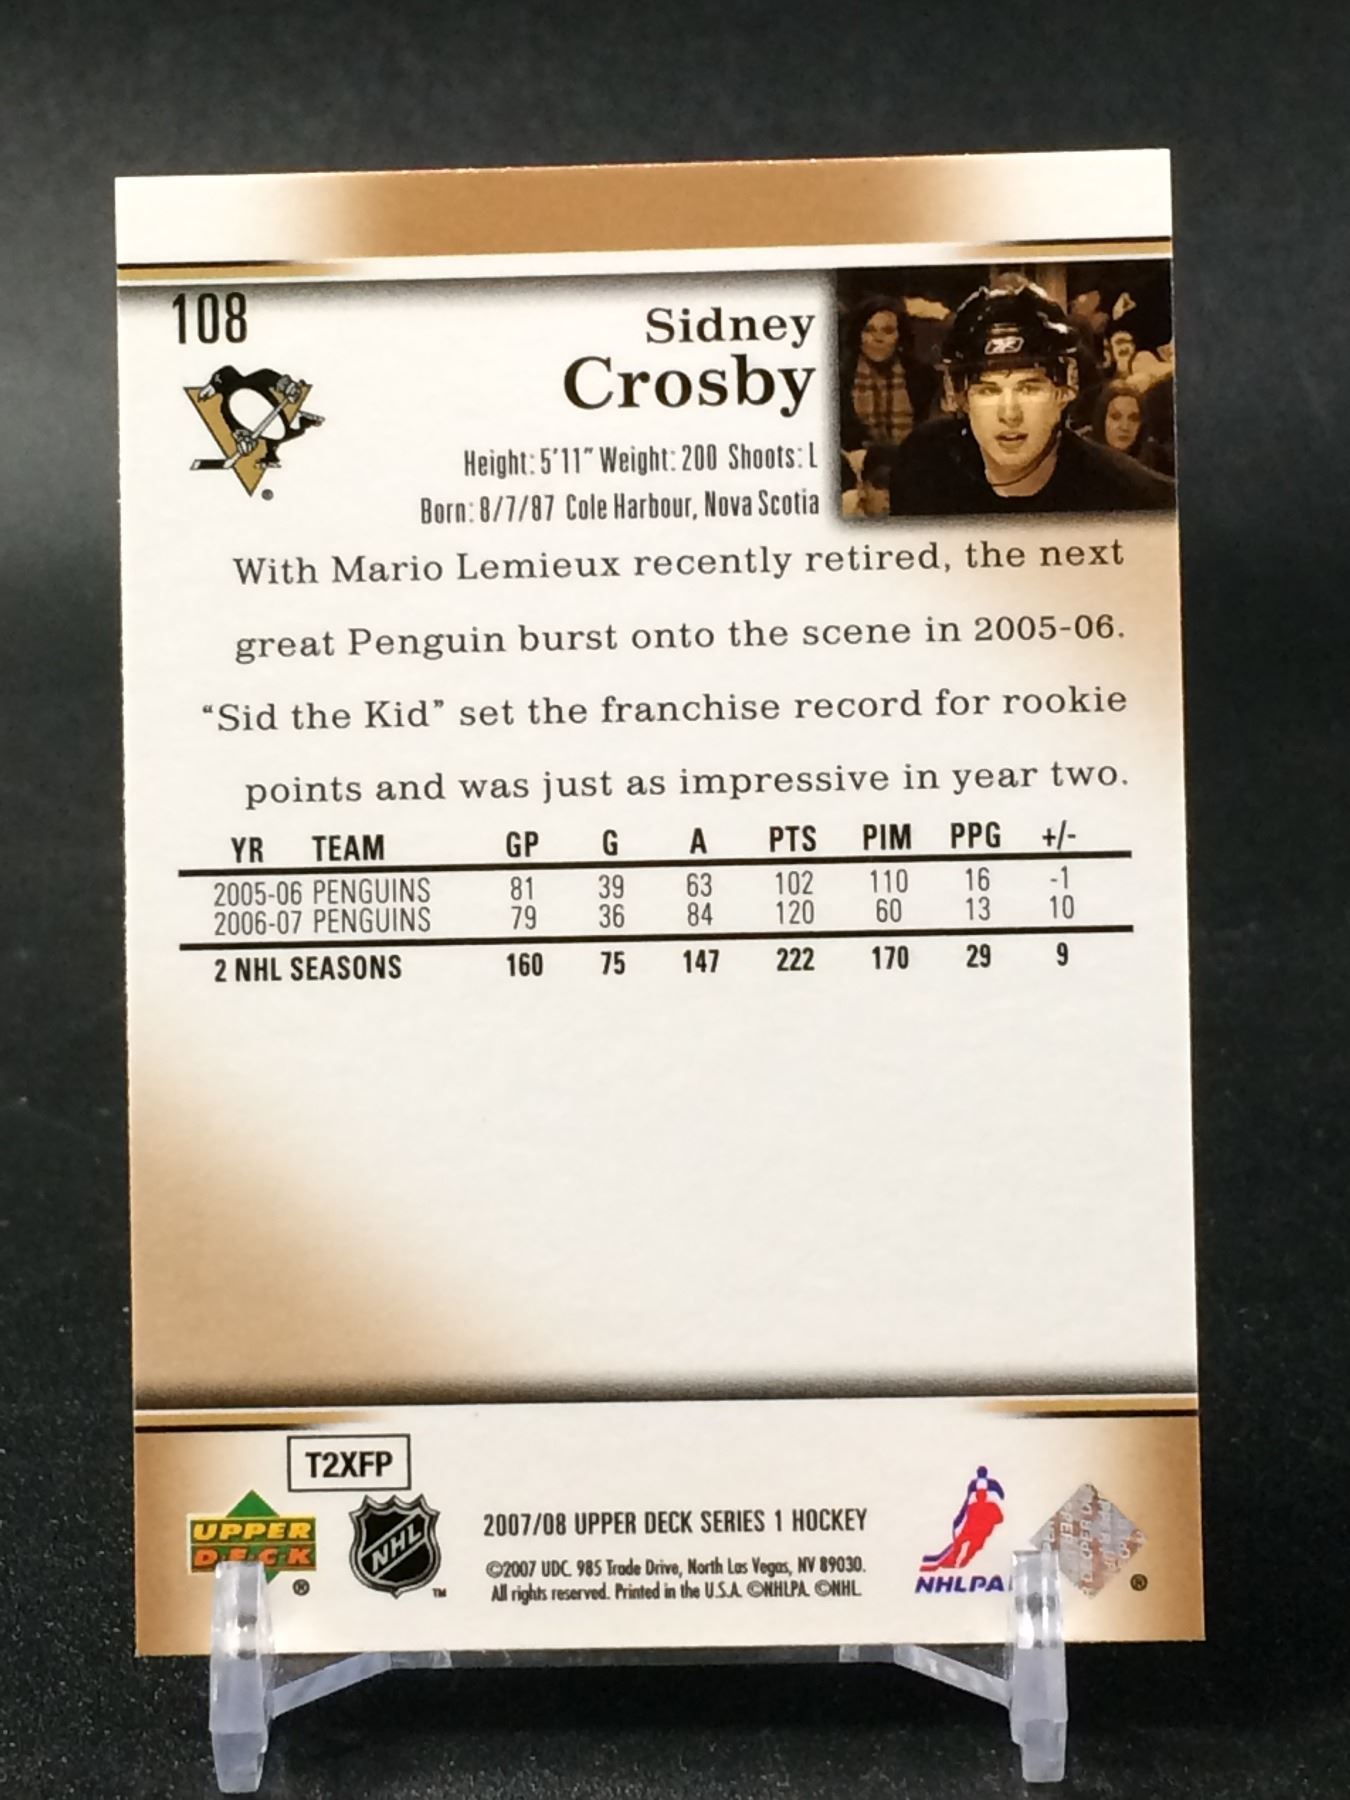 108
Sidney
Crosby
Height: 5'11" Weight: 200 Shoots: L
Born: 8/7/87 Cole Harbour, Nova Scotia
With Mario Lemieux recently retired, the next
great Penguin burst onto the scene in 2005-06.
“Sid the Kid” set the franchise record for rookie
points and was just as impressive in year two.
YR TEAM GP G A PTS PIM PPG +/-
2005-06 PENGUINS 81 39 63 102 110 16 -1
2006-07 PENGUINS 79 36 84 120 60 13 10
2 NHL SEASONS 160 75 147 222 170 29 9
T2XFP
UPPER
DECK
®
NHL
™
2007/08 UPPER DECK SERIES 1 HOCKEY
©2007 UDC. 985 Trade Drive, North Las Vegas, NV 89030.
All rights reserved. Printed in the U.S.A. ©NHLPA. ©NHL.
NHLPA
®